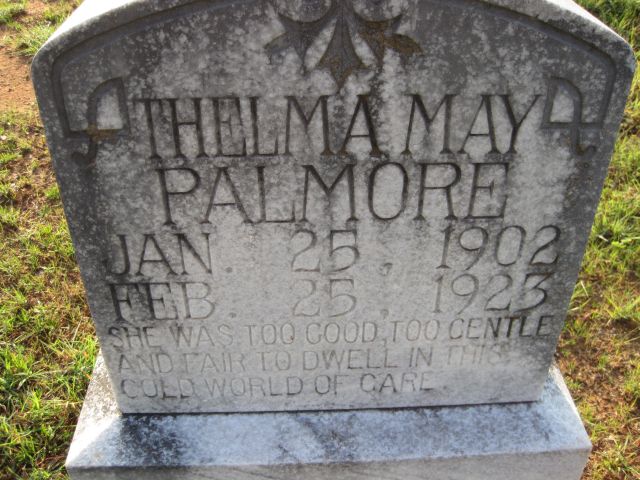 THELMA MAY
PALMORE
JAN. 25, 1902
FEB. 25, 1923
SHE WAS TOO GOOD, TOO GENTLE
AND FAIR TO DWELL IN THIS
COLD WORLD OF CARE